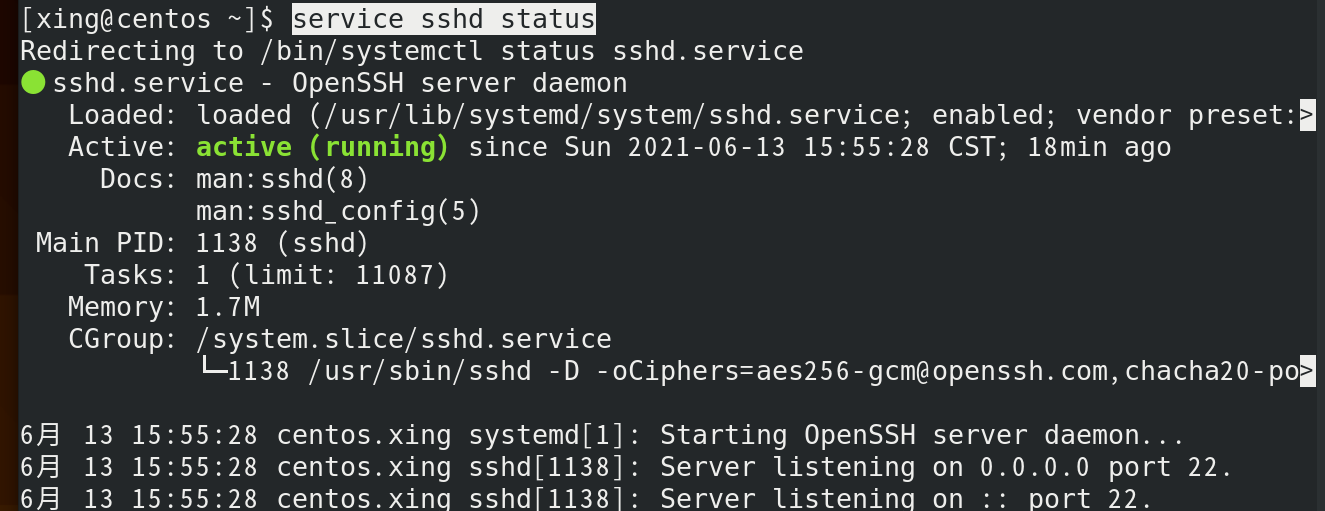 [xing@centos ~]$ service sshd status
Redirecting to /bin/systemctl status sshd.service
● sshd.service - OpenSSH server daemon
   Loaded: loaded (/usr/lib/systemd/system/sshd.service; enabled; vendor preset:>
   Active: active (running) since Sun 2021-06-13 15:55:28 CST; 18min ago
     Docs: man:sshd(8)
           man:sshd_config(5)
 Main PID: 1138 (sshd)
    Tasks: 1 (limit: 11087)
   Memory: 1.7M
   CGroup: /system.slice/sshd.service
           └─1138 /usr/sbin/sshd -D -oCiphers=aes256-gcm@openssh.com,chacha20-po>
6月 13 15:55:28 centos.xing systemd[1]: Starting OpenSSH server daemon...
6月 13 15:55:28 centos.xing sshd[1138]: Server listening on 0.0.0.0 port 22.
6月 13 15:55:28 centos.xing sshd[1138]: Server listening on :: port 22.